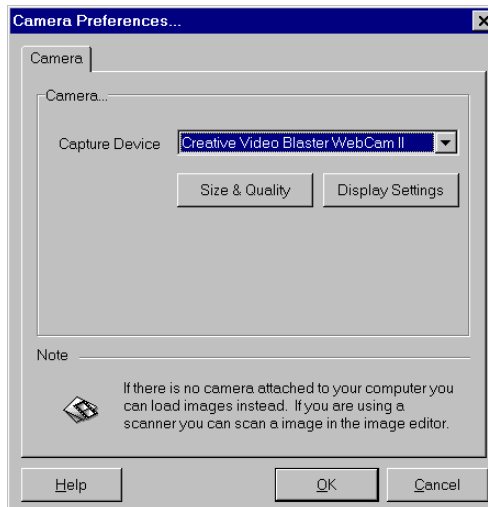 Camera Preferences...
Camera
Camera...
Capture Device
Creative Video Blaster WebCam II
Size & Quality
Display Settings
Note
If there is no camera attached to your computer you
can load images instead. If you are using a
scanner you can scan a image in the image editor.
Help
OK
Cancel